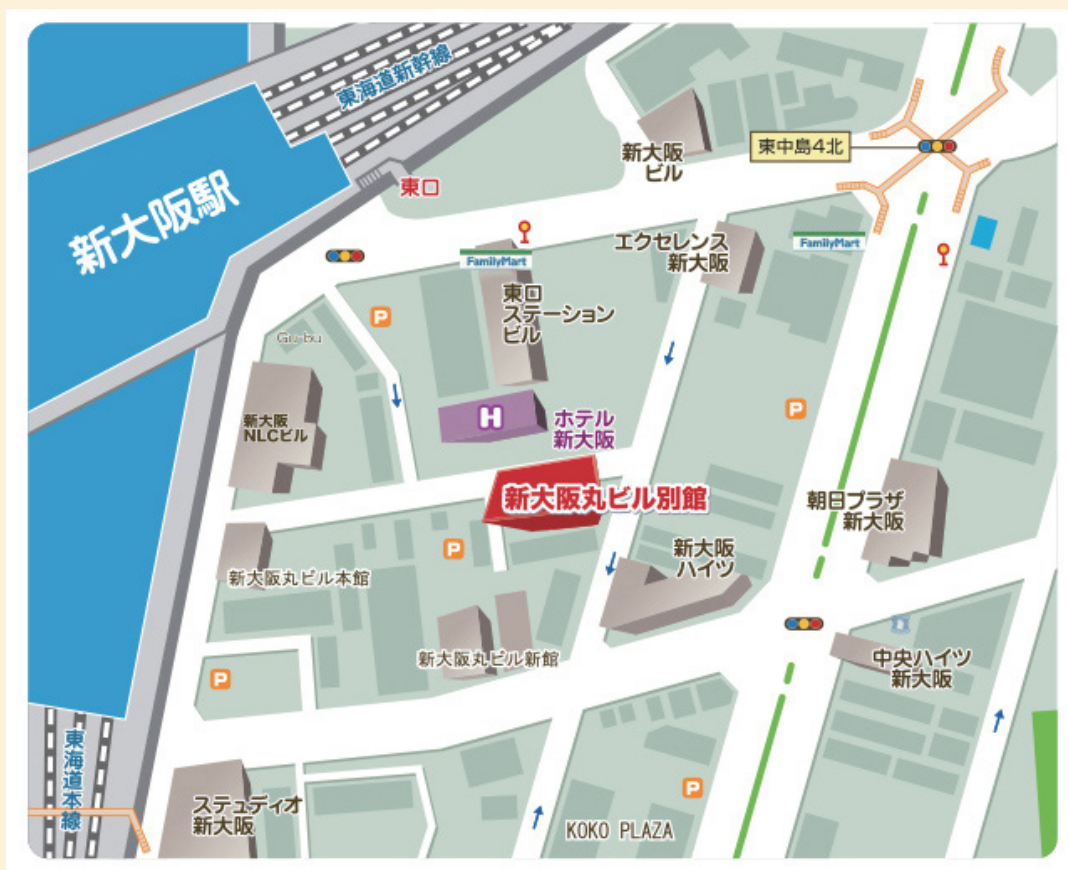 東海道新幹線
新大阪駅
東口
新大阪
ビル
東中島4北
FamilyMart
エクセレンス
新大阪
FamilyMart
東口
ステーション
ビル
P
Gu-bu
H
ホテル
新大阪
P
新大阪
NLCビル
新大阪丸ビル別館
朝日プラザ
新大阪
P
新大阪
ハイツ
新大阪丸ビル本館
新大阪丸ビル新館
中央ハイツ
新大阪
P
東海道本線
ステュディオ
新大阪
P
KOKO PLAZA